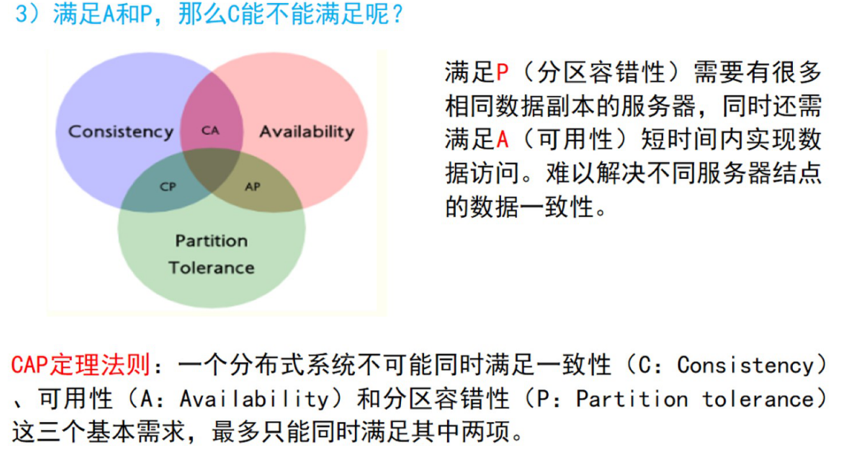 3）满足A和P，那么C能不能满足呢？
Consistency
CA
Availability
CP
AP
Partition
Tolerance
满足P（分区容错性）需要有很多
相同数据副本的服务器，同时还需
满足A（可用性）短时间内实现数
据访问。难以解决不同服务器结点
的数据一致性。
CAP定理法则：一个分布式系统不可能同时满足一致性（C：Consistency）
、可用性（A：Availability）和分区容错性（P：Partition tolerance）
这三个基本需求，最多只能同时满足其中两项。